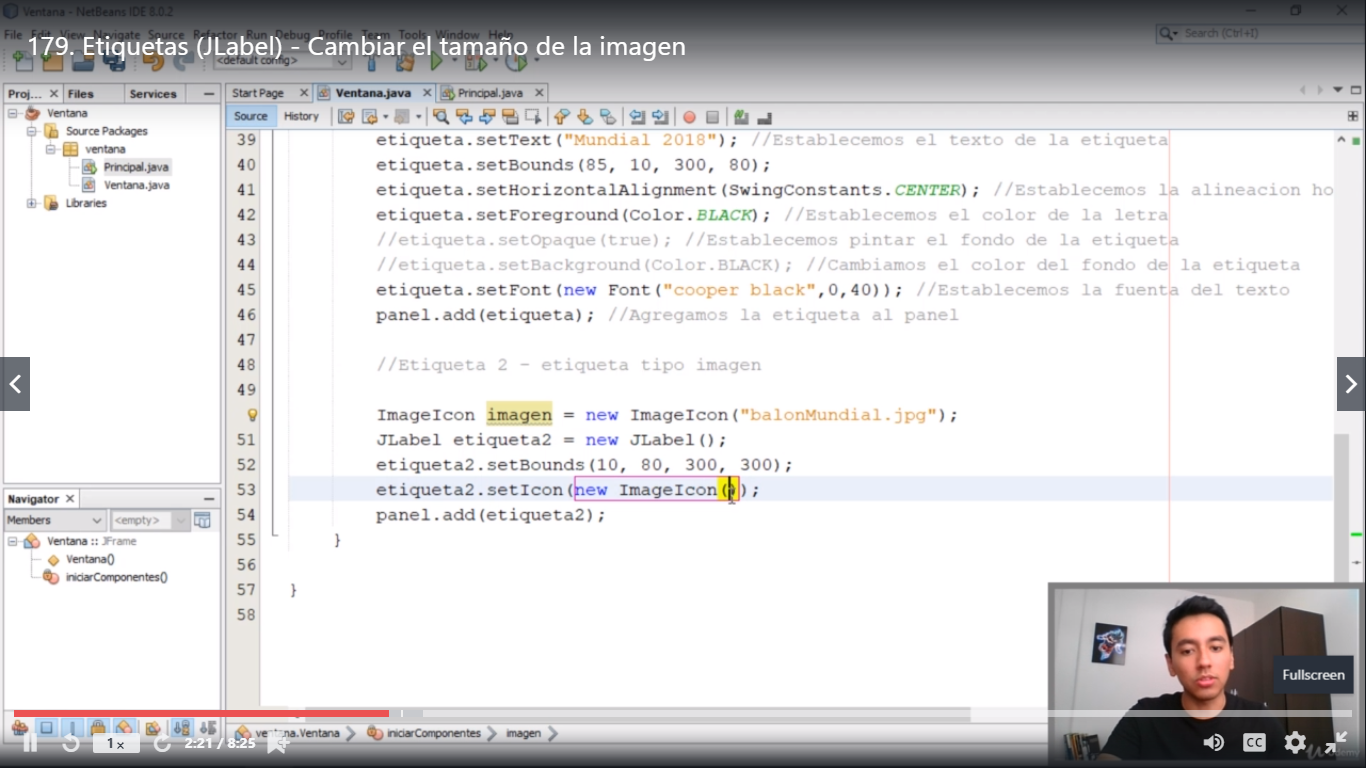 Ventana - NetBeans IDE 8.0.2
File Edit View Navigate Source Refactor Run Debug Profile Team Tools Window Help
Search (Ctrl+I)
179. Etiquetas (JLabel) - Cambiar el tamaño de la imagen
<default config>
Proj... Files Services
Start Page Ventana.java Principal.java
Source History
Ventana
Source Packages
ventana
Principal.java
Ventana.java
Libraries
39 etiqueta.setText("Mundial 2018"); //Establecemos el texto de la etiqueta
40 etiqueta.setBounds(85, 10, 300, 80);
41 etiqueta.setHorizontalAlignment(SwingConstants.CENTER); //Establecemos la alineacion ho
42 etiqueta.setForeground(Color.BLACK); //Establecemos el color de la letra
43 //etiqueta.setOpaque(true); //Establecemos pintar el fondo de la etiqueta
44 //etiqueta.setBackground(Color.BLACK); //Cambiamos el color del fondo de la etiqueta
45 etiqueta.setFont(new Font("cooper black",0,40)); //Establecemos la fuenta del texto
46 panel.add(etiqueta); //Agregamos la etiqueta al panel
47
48 //Etiqueta 2 - etiqueta tipo imagen
49
ImageIcon imagen = new ImageIcon("balonMundial.jpg");
51 JLabel etiqueta2 = new JLabel();
52 etiqueta2.setBounds(10, 80, 300, 300);
53 etiqueta2.setIcon(new ImageIcon());
54 panel.add(etiqueta2);
55 }
56
57 }
58
Navigator
Members <empty>
Ventana :: JFrame
Ventana()
iniciarComponentes()
Fullscreen
ventana.Ventana iniciarComponentes imagen
1x 2:21 / 8:25 CC